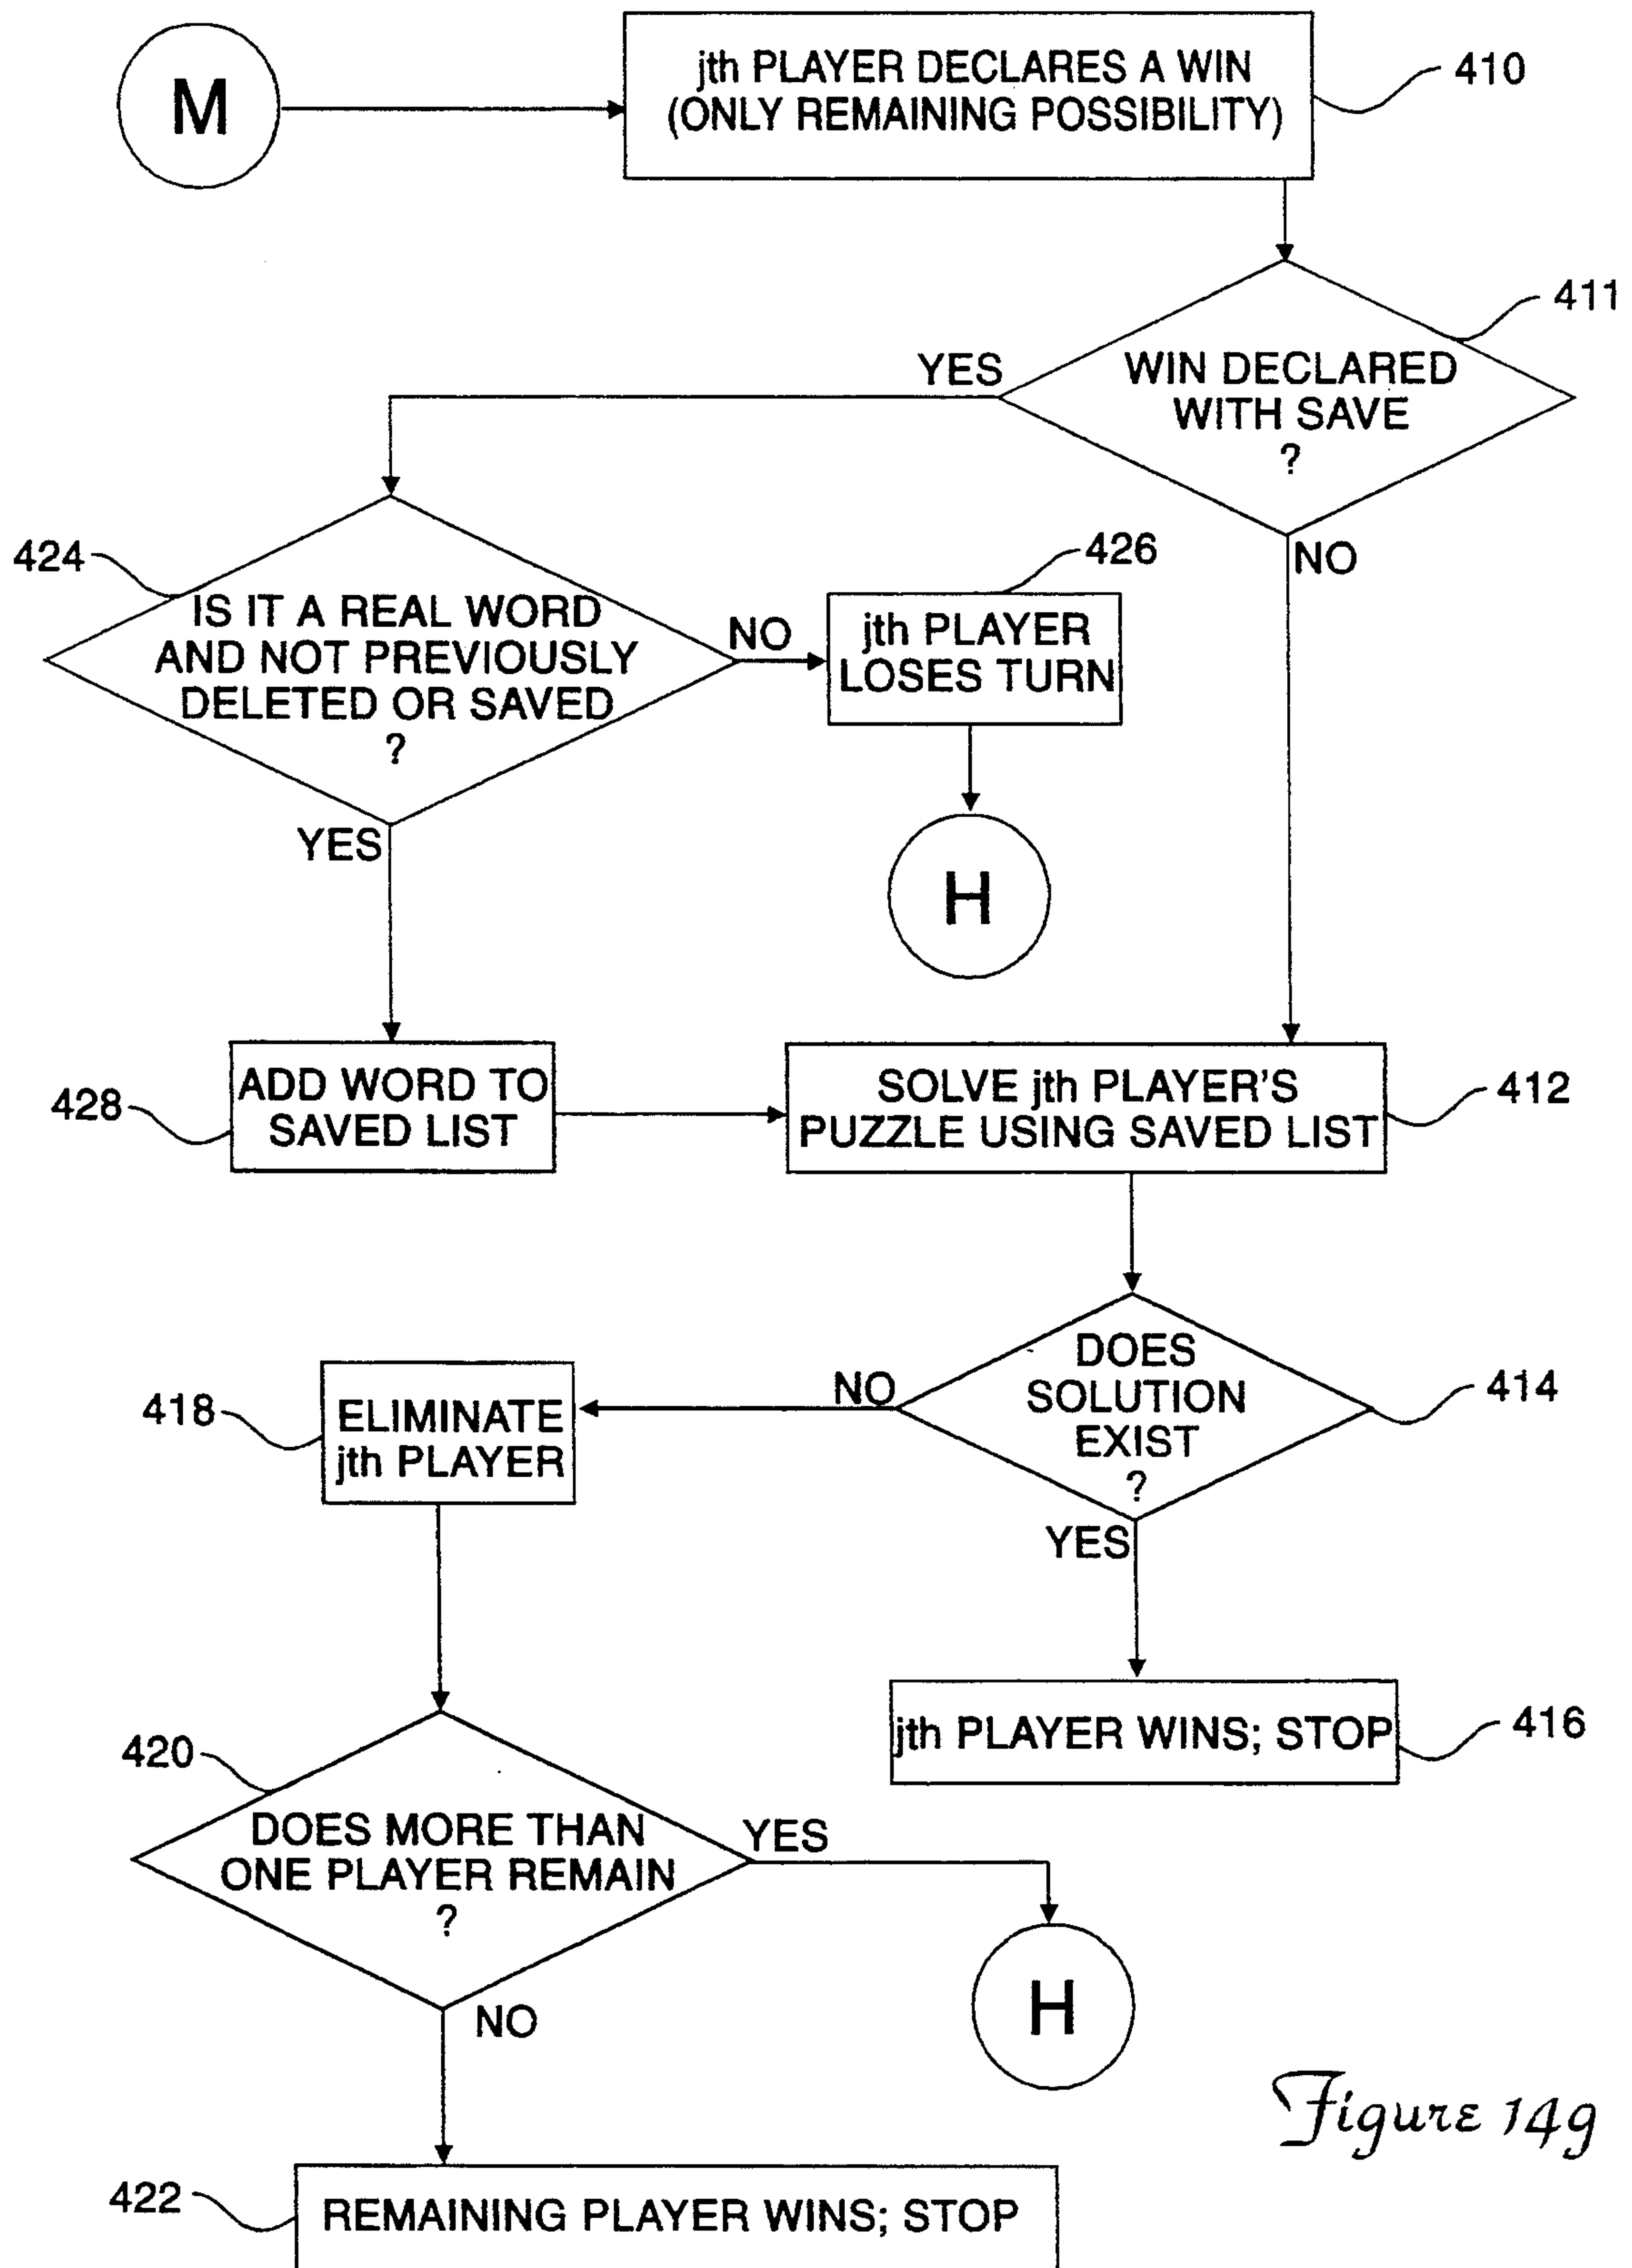 M
jth PLAYER DECLARES A WIN
(ONLY REMAINING POSSIBILITY)
410
411
WIN DECLARED
WITH SAVE
?
YES
NO
424
IS IT A REAL WORD
AND NOT PREVIOUSLY
DELETED OR SAVED
?
NO
YES
426
jth PLAYER
LOSES TURN
H
428
ADD WORD TO
SAVED LIST
SOLVE jth PLAYER'S
PUZZLE USING SAVED LIST
412
DOES
SOLUTION
EXIST
?
414
NO
YES
418
ELIMINATE
jth PLAYER
jth PLAYER WINS; STOP
416
420
DOES MORE THAN
ONE PLAYER REMAIN
?
YES
NO
H
422
REMAINING PLAYER WINS; STOP
Figure 14g